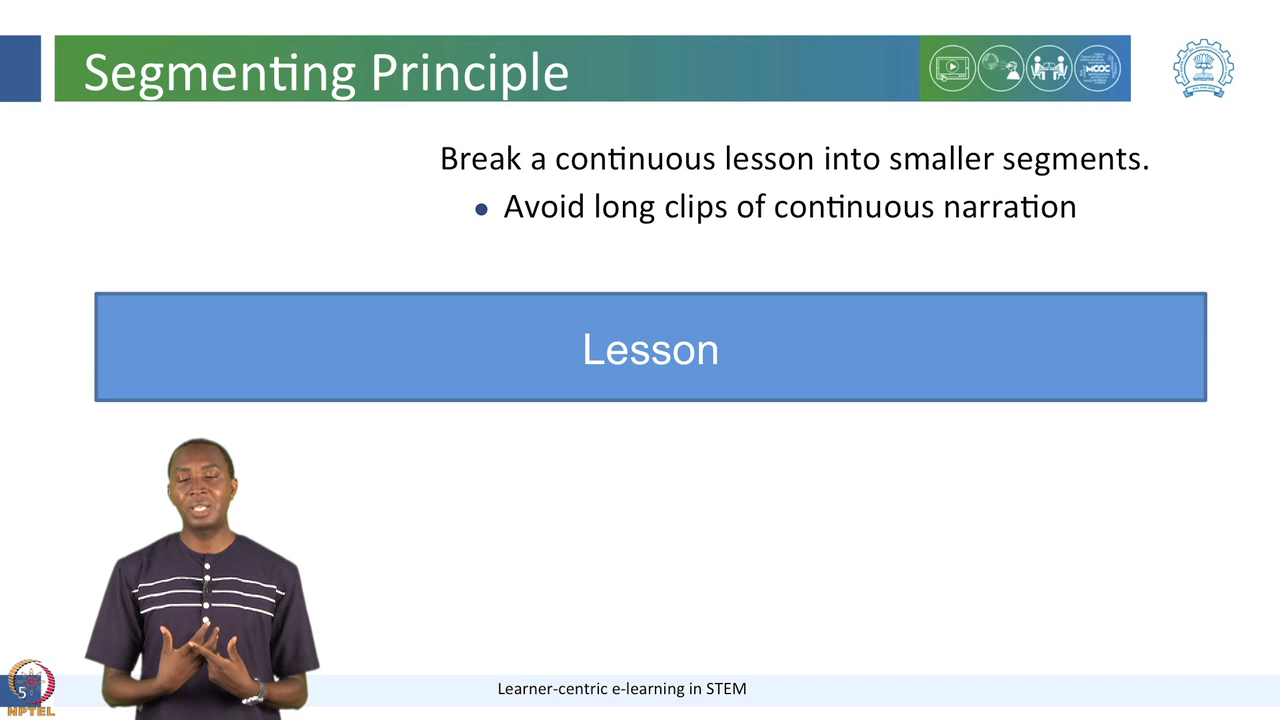 Segmenting Principle
MOOC
Break a continuous lesson into smaller segments.
• Avoid long clips of continuous narration
Lesson
5
NPTEL
Learner-centric e-learning in STEM